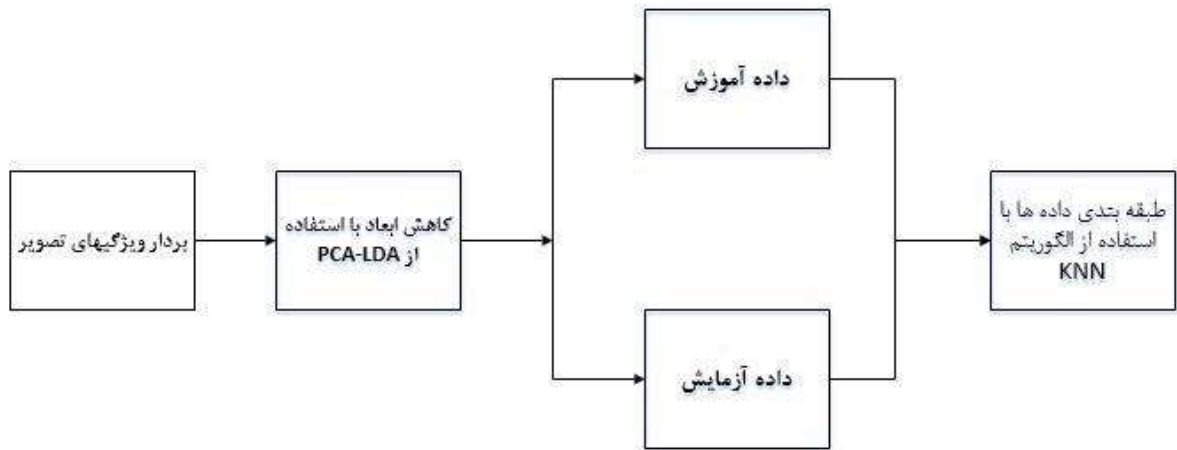 بردار ویژگیهای تصویر
کاهش ابعاد با استفاده
از PCA-LDA
داده آموزش
داده آزمایش
طبقه بندی داده ها با
استفاده از الگوریتم
KNN